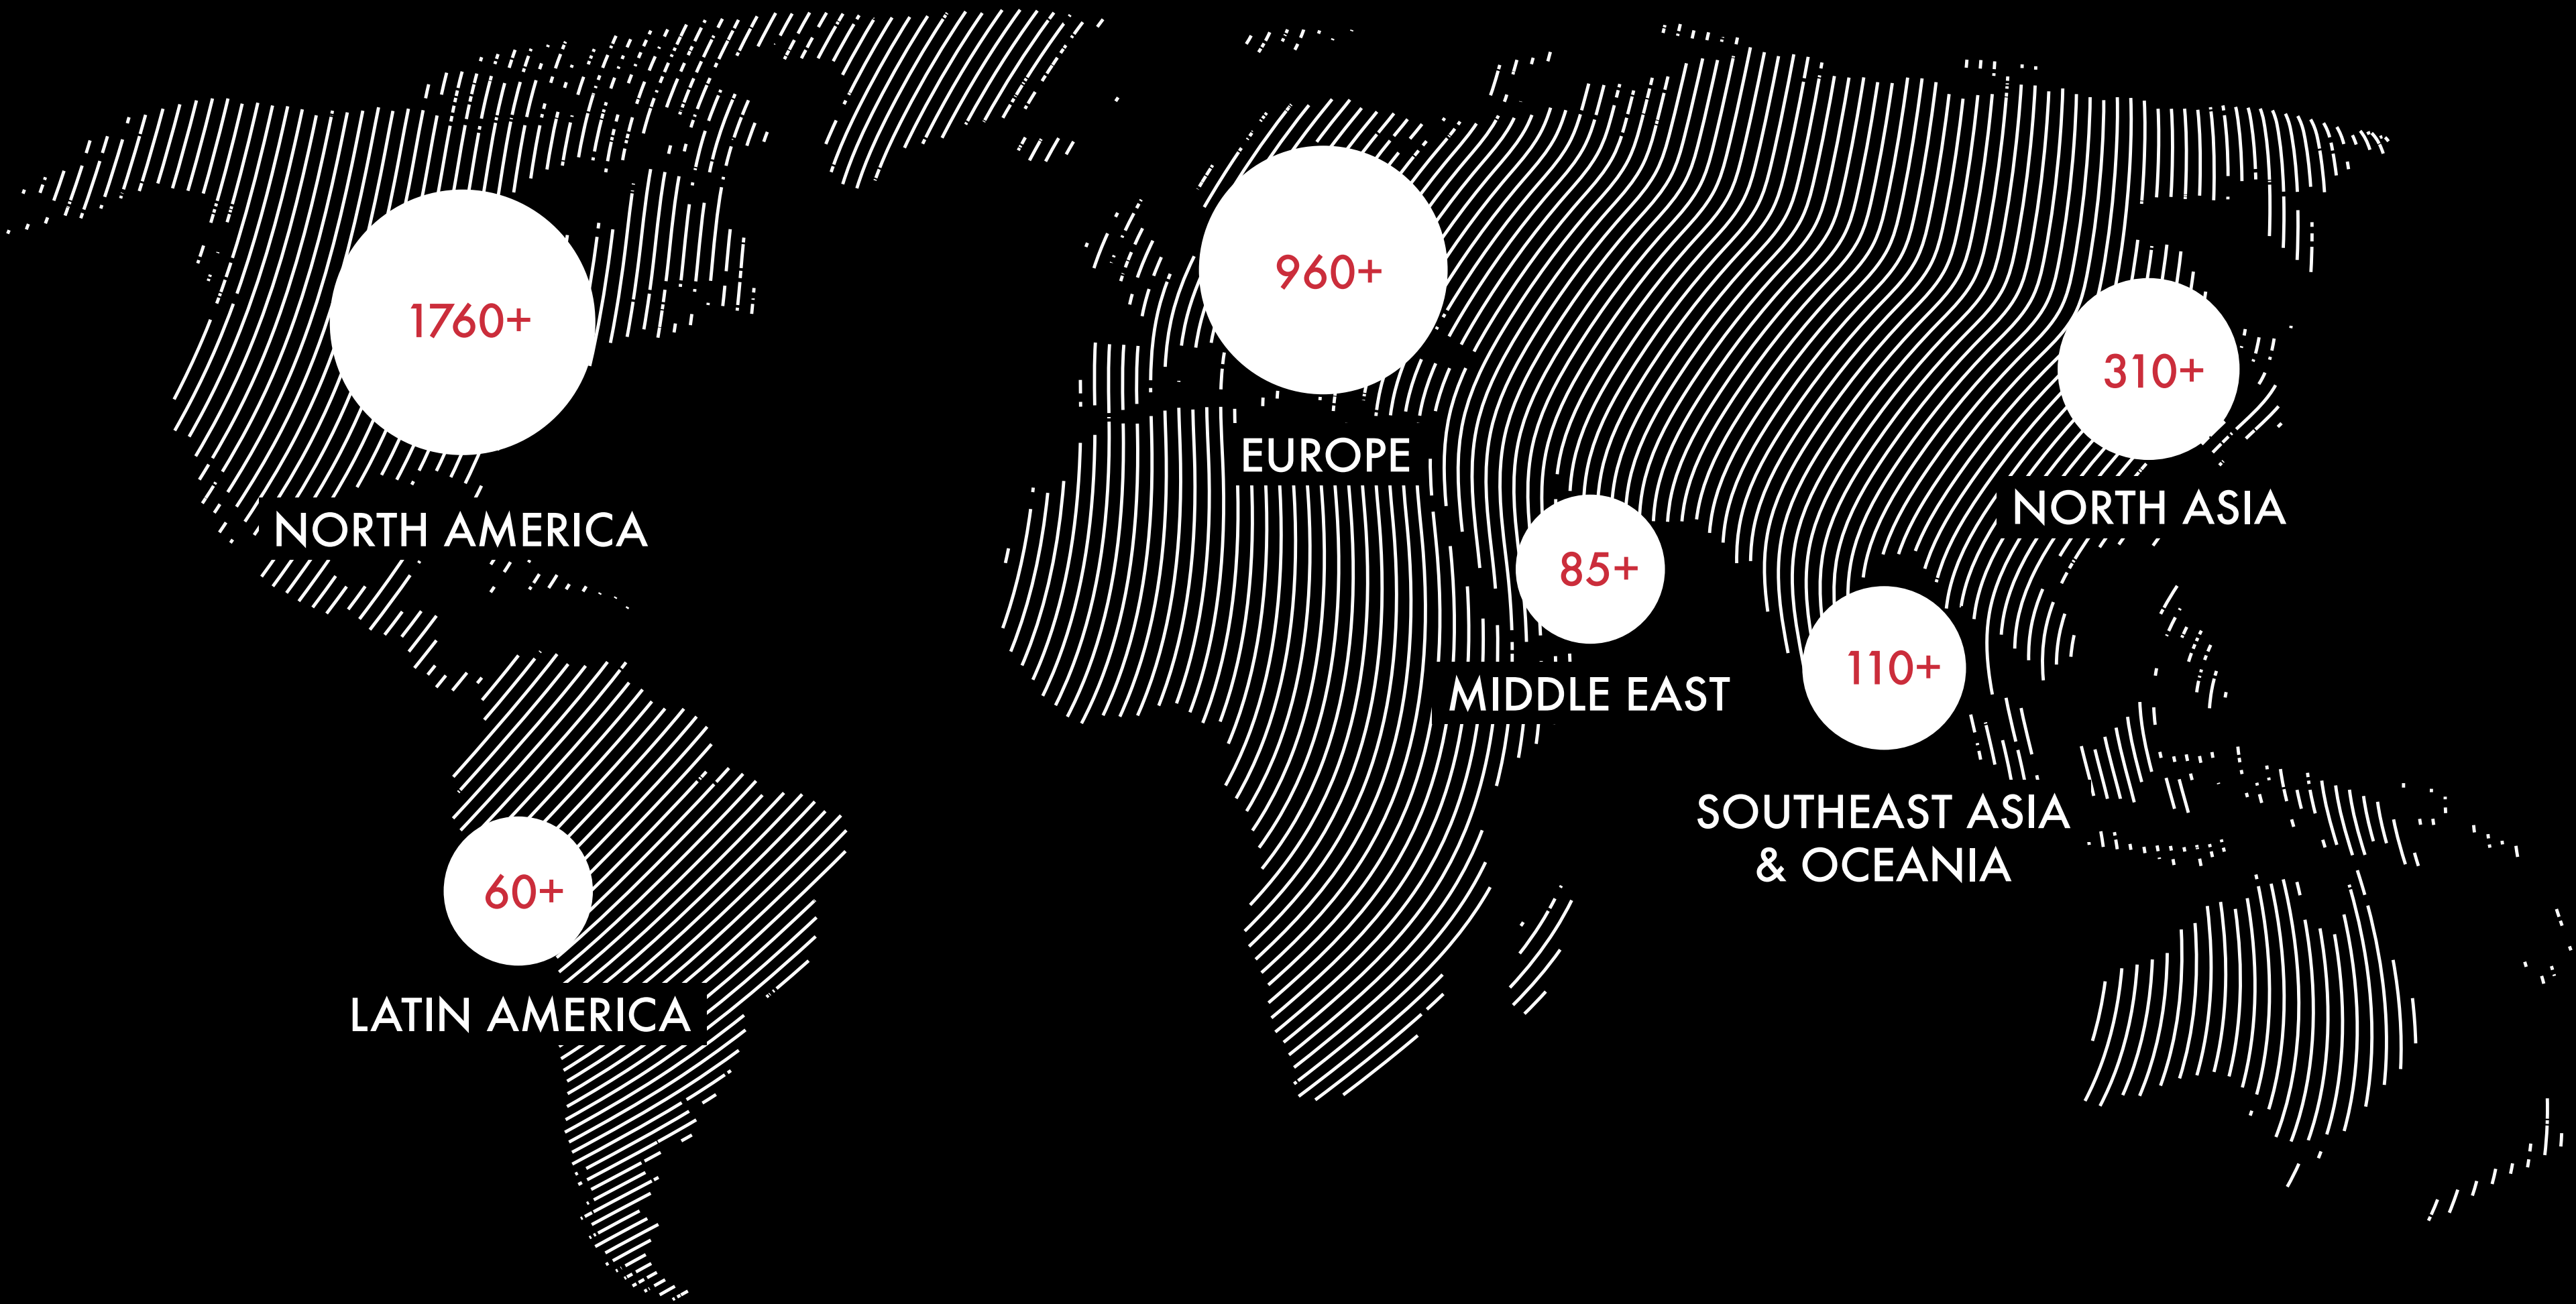 1760+
NORTH AMERICA
960+
EUROPE
310+
NORTH ASIA
85+
MIDDLE EAST
110+
SOUTHEAST ASIA
& OCEANIA
60+
LATIN AMERICA